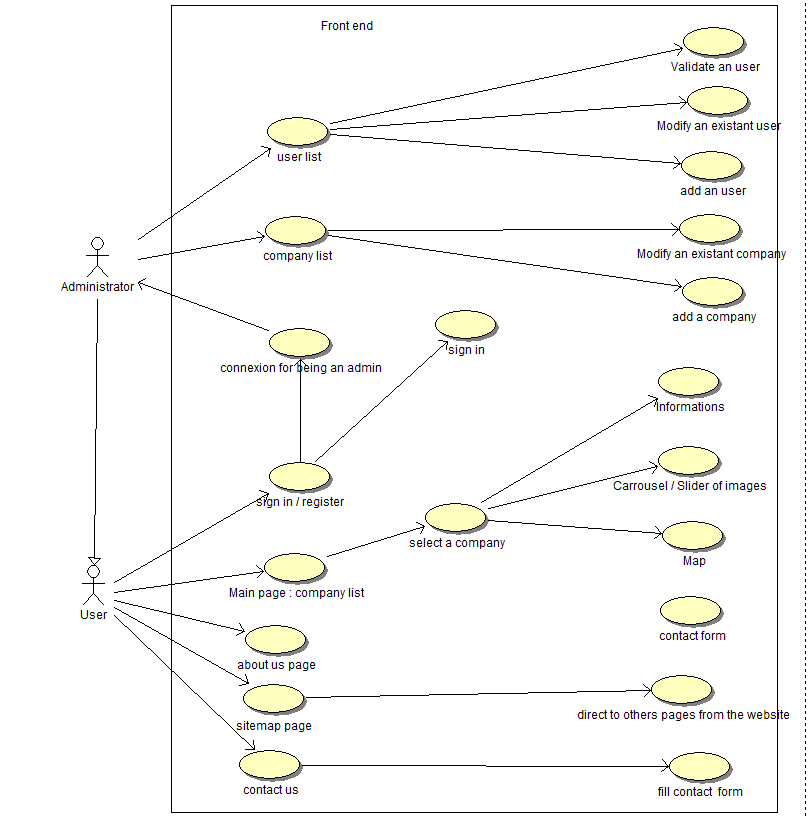 Front end
Validate an user
Modify an existant user
user list
add an user
company list
Modify an existant company
Administrator
add a company
sign in
connexion for being an admin
Informations
Carrousel / Slider of images
sign in / register
select a company
Map
Main page : company list
User
contact form
about us page
direct to others pages from the website
sitemap page
contact us
fill contact form